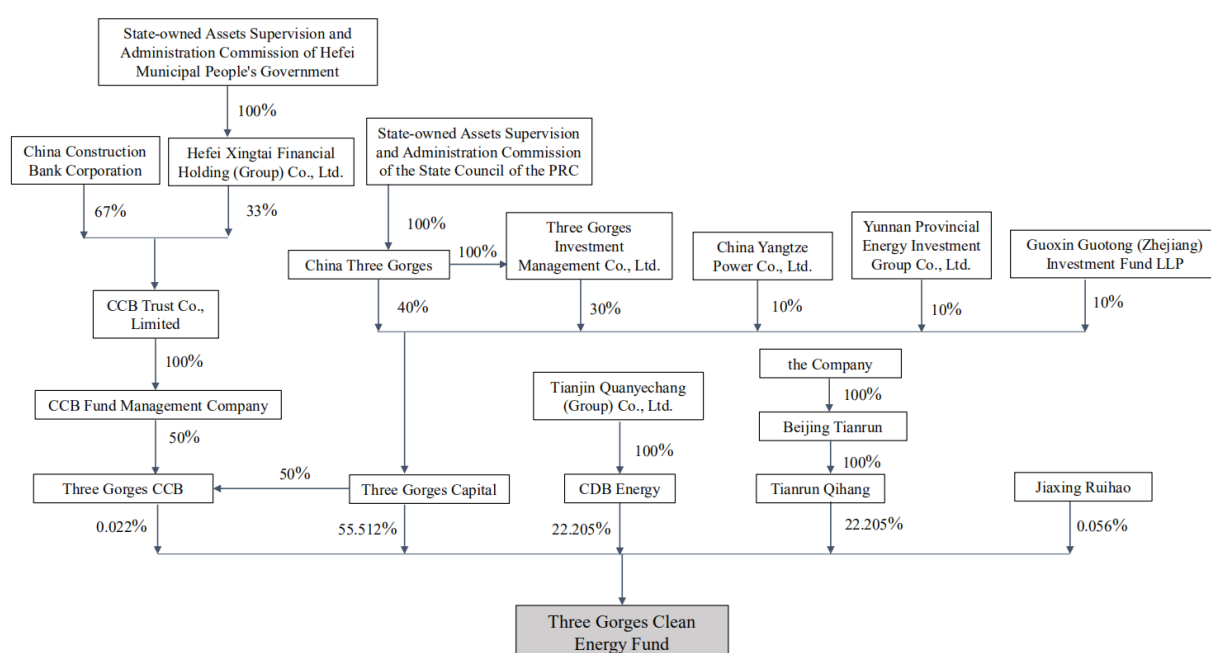 State-owned Assets Supervision and
Administration Commission of Hefei
Municipal People's Government
100%
China Construction
Bank Corporation
Hefei Xingtai Financial
Holding (Group) Co., Ltd.
State-owned Assets Supervision
and Administration Commission
of the State Council of the PRC
67%
33%
100%
China Three Gorges
100%
Three Gorges
Investment
Management Co., Ltd.
China Yangtze
Power Co., Ltd.
Yunnan Provincial
Energy Investment
Group Co., Ltd.
Guoxin Guotong (Zhejiang)
Investment Fund LLP
CCB Trust Co.,
Limited
40%
30%
10%
10%
10%
100%
CCB Fund Management Company
Tianjin Quanyechang
(Group) Co., Ltd.
the Company
100%
Beijing Tianrun
50%
100%
100%
Three Gorges CCB
50%
Three Gorges Capital
CDB Energy
Tianrun Qihang
Jiaxing Ruihao
0.022%
55.512%
22.205%
22.205%
0.056%
Three Gorges Clean
Energy Fund